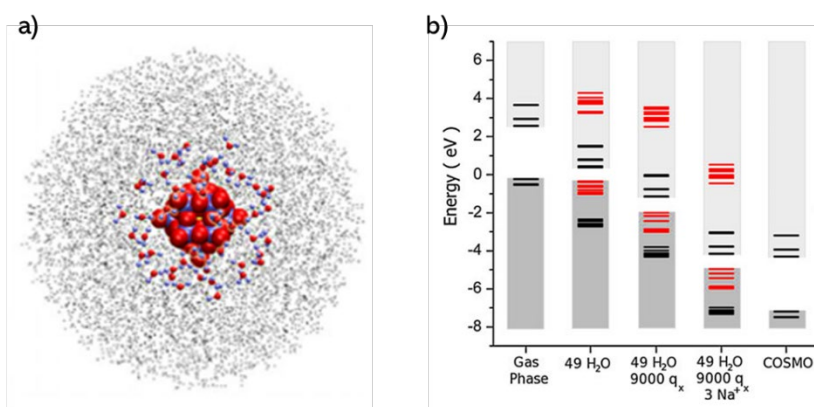 a)
b)
Energy ( eV)
6
4
2
0
-2
-4
-6
-8
Gas
Phase
49 H₂O
49 H₂O
9000 qₓ
49 H₂O
9000 qₓ
3 Na⁺
COSMO